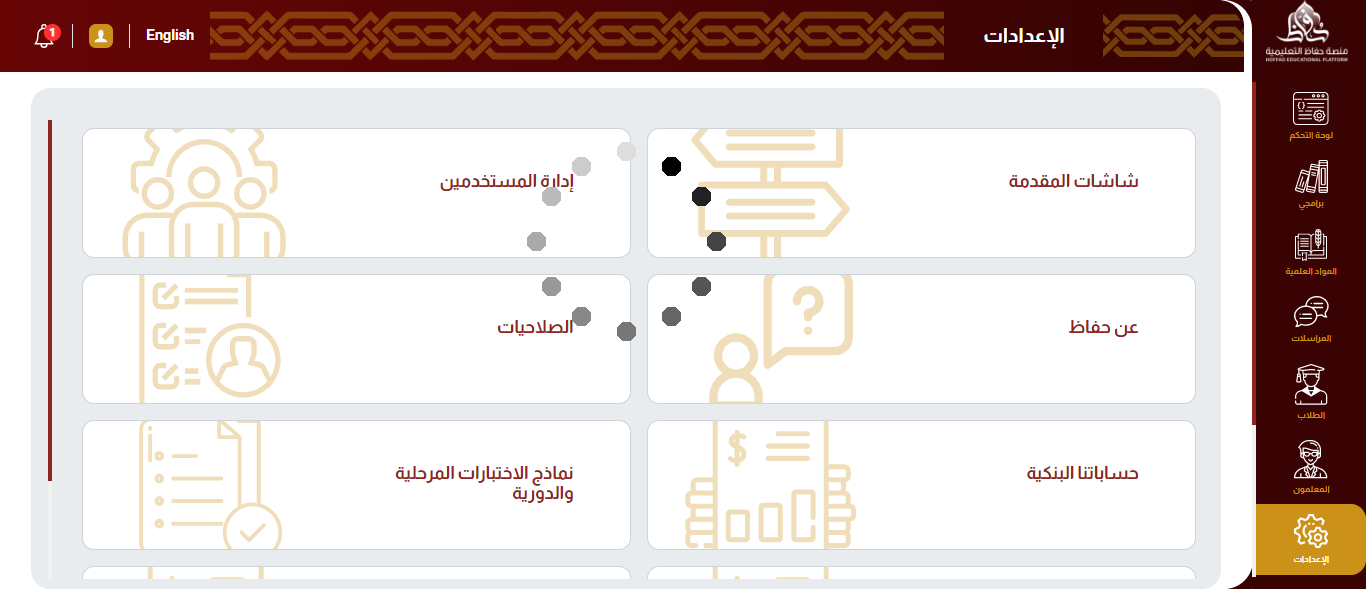 منصة حفاظ التعليمية
HOFFAD EDUCATIONAL PLATFORM
الإعدادات
English
1
لوحة التحكم
برامجي
المواد العلمية
المراسلات
الطلاب
المعلمون
الإعدادات
شاشات المقدمة
إدارة المستخدمين
عن حفاظ
الصلاحيات
حساباتنا البنكية
نماذج الاختبارات المرحلية
والدورية